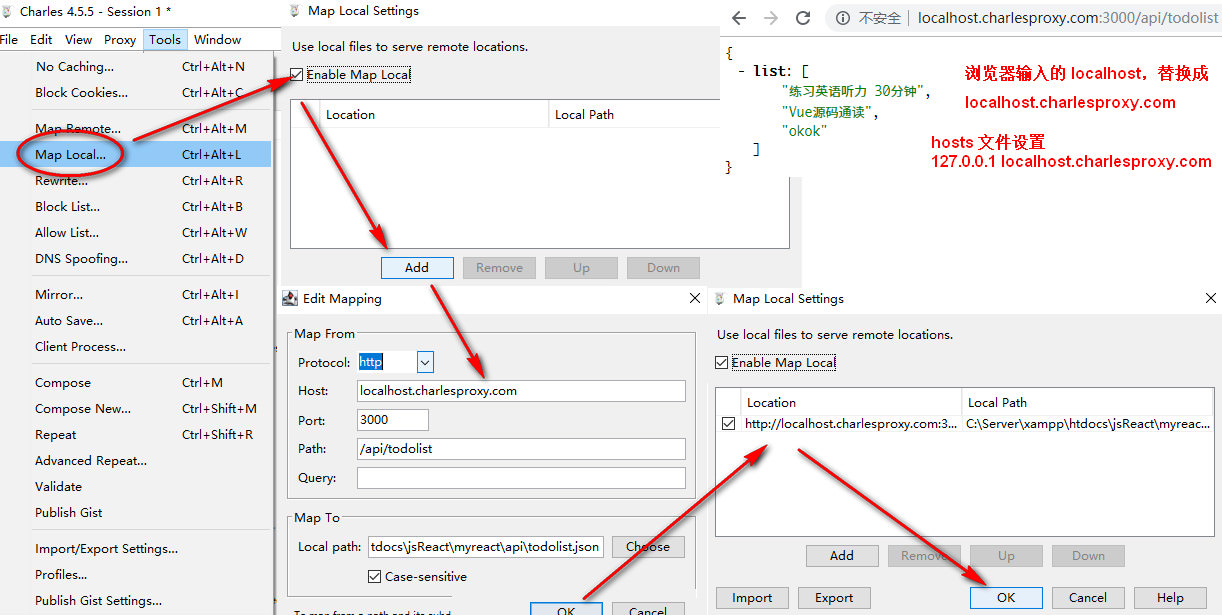 Charles 4.5.5 - Session 1 *
File Edit View Proxy Tools Window
No Caching... Ctrl+Alt+N
Block Cookies... Ctrl+Alt+C
Map Remote... Ctrl+Alt+M
Map Local... Ctrl+Alt+L
Rewrite... Ctrl+Alt+R
Block List... Ctrl+Alt+B
Allow List... Ctrl+Alt+W
DNS Spoofing... Ctrl+Alt+D
Mirror... Ctrl+Alt+I
Auto Save... Ctrl+Alt+A
Client Process...
Compose Ctrl+M
Compose New... Ctrl+Shift+M
Repeat Ctrl+Shift+R
Advanced Repeat...
Validate
Publish Gist
Import/Export Settings...
Profiles...
Publish Gist Settings...
Map Local Settings
Use local files to serve remote locations.
Enable Map Local
Location Local Path
Add Remove Up Down
不安全 | localhost.charlesproxy.com:3000/api/todolist
{
- list: [
"练习英语听力 30分钟",
"Vue源码通读",
"okok"
]
}
浏览器输入的 localhost，替换成
localhost.charlesproxy.com
hosts 文件设置
127.0.0.1 localhost.charlesproxy.com
Edit Mapping
Map From
Protocol: http
Host: localhost.charlesproxy.com
Port: 3000
Path: /api/todolist
Query:
Map To
Local path: tdocs\jsReact\myreact\api\todolist.json Choose
Case-sensitive
To map from a path and its subd
OK Cancel
Map Local Settings
Use local files to serve remote locations.
Enable Map Local
Location Local Path
http://localhost.charlesproxy.com:3... C:\Server\xampp\htdocs\jsReact\myreac...
Add Remove Up Down
Import Export OK Cancel Help